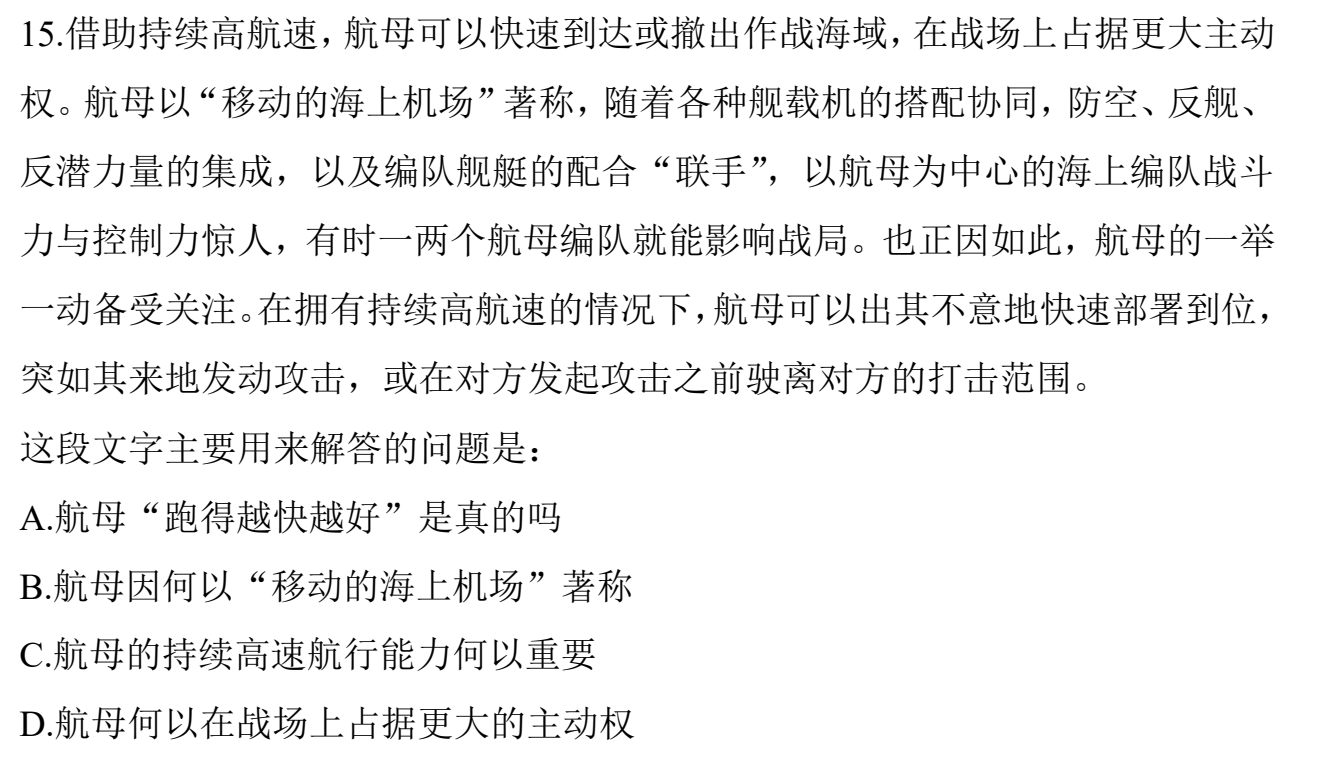 15.借助持续高航速，航母可以快速到达或撤出作战海域，在战场上占据更大主动
权。航母以“移动的海上机场”著称，随着各种舰载机的搭配协同，防空、反舰、
反潜力量的集成，以及编队舰艇的配合“联手”，以航母为中心的海上编队战斗
力与控制力惊人，有时一两个航母编队就能影响战局。也正因如此，航母的一举
一动备受关注。在拥有持续高航速的情况下，航母可以出其不意地快速部署到位，
突如其来地发动攻击，或在对方发起攻击之前驶离对方的打击范围。
这段文字主要用来解答的问题是：
A.航母“跑得越快越好”是真的吗
B.航母因何以“移动的海上机场”著称
C.航母的持续高速航行能力何以重要
D.航母何以在战场上占据更大的主动权